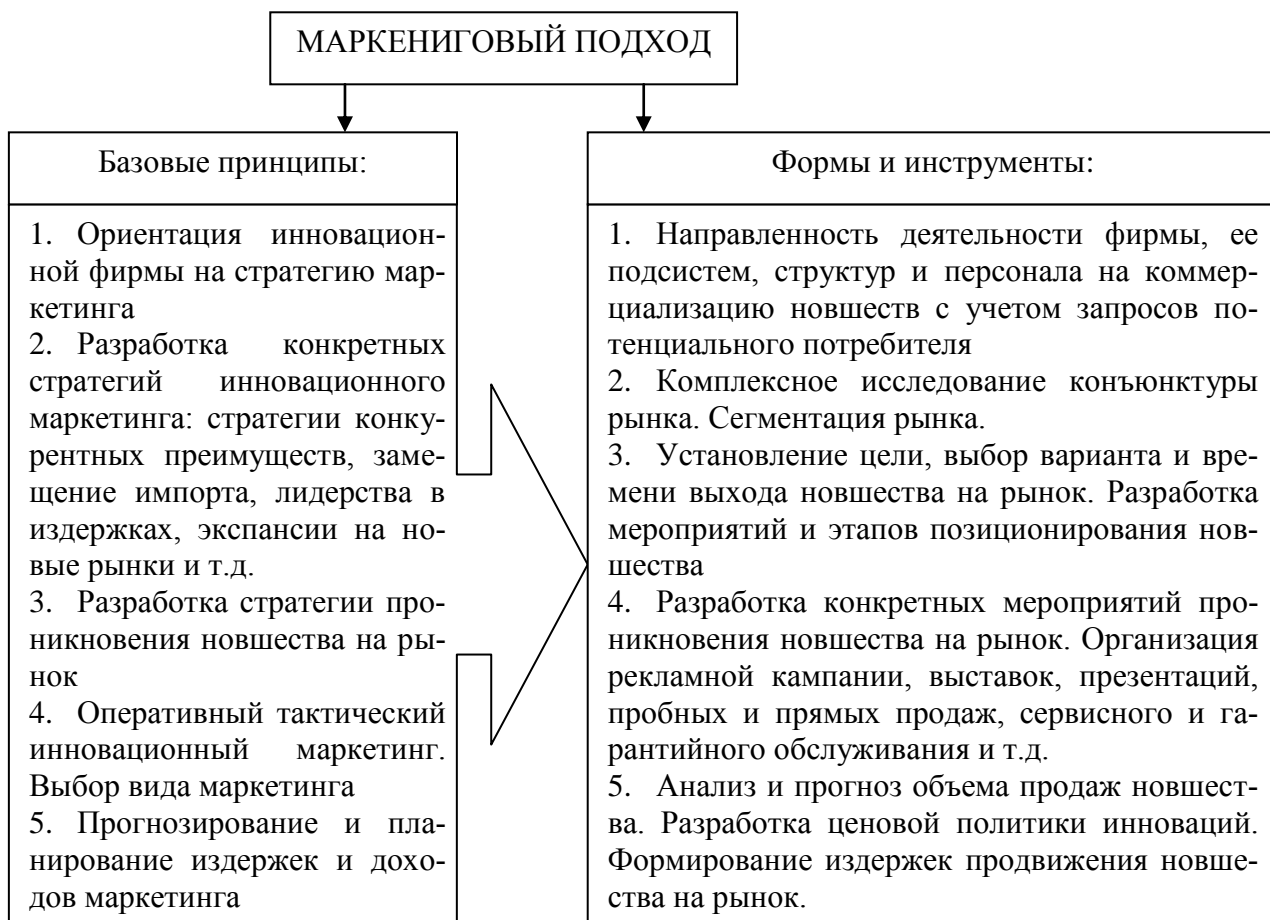 МАРКЕНИГОВЫЙ ПОДХОД
Базовые принципы:
1. Ориентация инновацион-
ной фирмы на стратегию мар-
кетинга
2. Разработка конкретных
стратегий инновационного
маркетинга: стратегии конку-
рентных преимуществ, заме-
щение импорта, лидерства в
издержках, экспансии на но-
вые рынки и т.д.
3. Разработка стратегии про-
никновения новшества на ры-
нок
4. Оперативный тактический
инновационный маркетинг.
Выбор вида маркетинга
5. Прогнозирование и пла-
нирование издержек и дохо-
дов маркетинга
Формы и инструменты:
1. Направленность деятельности фирмы, ее
подсистем, структур и персонала на коммер-
циализацию новшеств с учетом запросов по-
тенциального потребителя
2. Комплексное исследование конъюнктуры
рынка. Сегментация рынка.
3. Установление цели, выбор варианта и вре-
мени выхода новшества на рынок. Разработка
мероприятий и этапов позиционирования нов-
шества
4. Разработка конкретных мероприятий про-
никновения новшества на рынок. Организация
рекламной кампании, выставок, презентаций,
пробных и прямых продаж, сервисного и га-
рантийного обслуживания и т.д.
5. Анализ и прогноз объема продаж новшест-
ва. Разработка ценовой политики инноваций.
Формирование издержек продвижения новше-
ства на рынок.